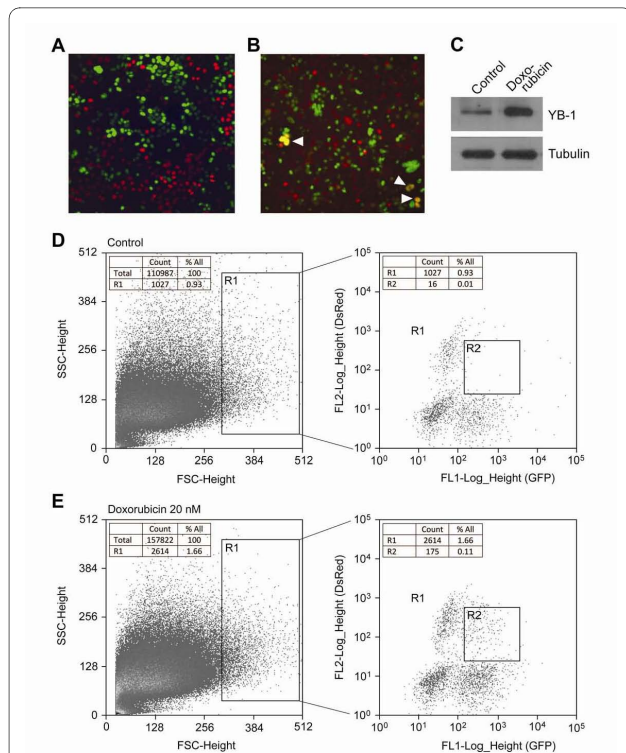 A
B
C
Control
Doxo-
rubicin
YB-1
Tubulin
D
Control
512
384
256
128
0
SSC-Height
Count % All
Total 110987 100
R1 1027 0.93
R1
0 128 256 384 512
FSC-Height
10^5
10^4
10^3
10^2
10^1
10^0
FL2-Log_Height (DsRed)
Count % All
R1 1027 0.93
R2 16 0.01
R1
R2
10^0 10^1 10^2 10^3 10^4 10^5
FL1-Log_Height (GFP)
E
Doxorubicin 20 nM
512
384
256
128
0
SSC-Height
Count % All
Total 157822 100
R1 2614 1.66
R1
0 128 256 384 512
FSC-Height
10^5
10^4
10^3
10^2
10^1
10^0
FL2-Log_Height (DsRed)
Count % All
R1 2614 1.66
R2 175 0.11
R1
R2
10^0 10^1 10^2 10^3 10^4 10^5
FL1-Log_Height (GFP)